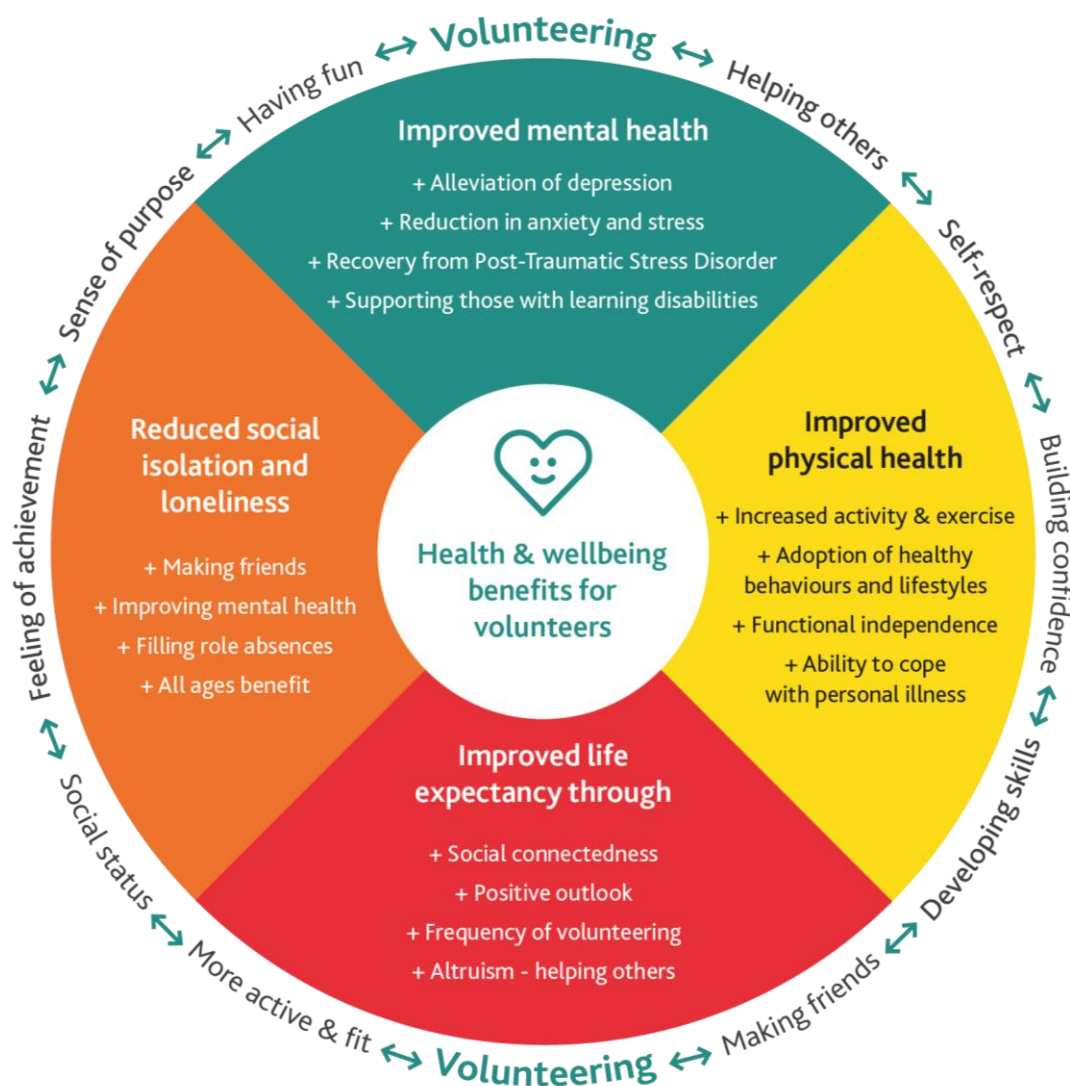 Volunteering
Helping others
Self-respect
Building confidence
Developing skills
Making friends
Volunteering
More active & fit
Social status
Feeling of achievement
Sense of purpose
Having fun
Improved mental health
+ Alleviation of depression
+ Reduction in anxiety and stress
+ Recovery from Post-Traumatic Stress Disorder
+ Supporting those with learning disabilities
Improved
physical health
+ Increased activity & exercise
+ Adoption of healthy
behaviours and lifestyles
+ Functional independence
+ Ability to cope
with personal illness
Improved life
expectancy through
+ Social connectedness
+ Positive outlook
+ Frequency of volunteering
+ Altruism - helping others
Reduced social
isolation and
loneliness
+ Making friends
+ Improving mental health
+ Filling role absences
+ All ages benefit
Health & wellbeing
benefits for
volunteers